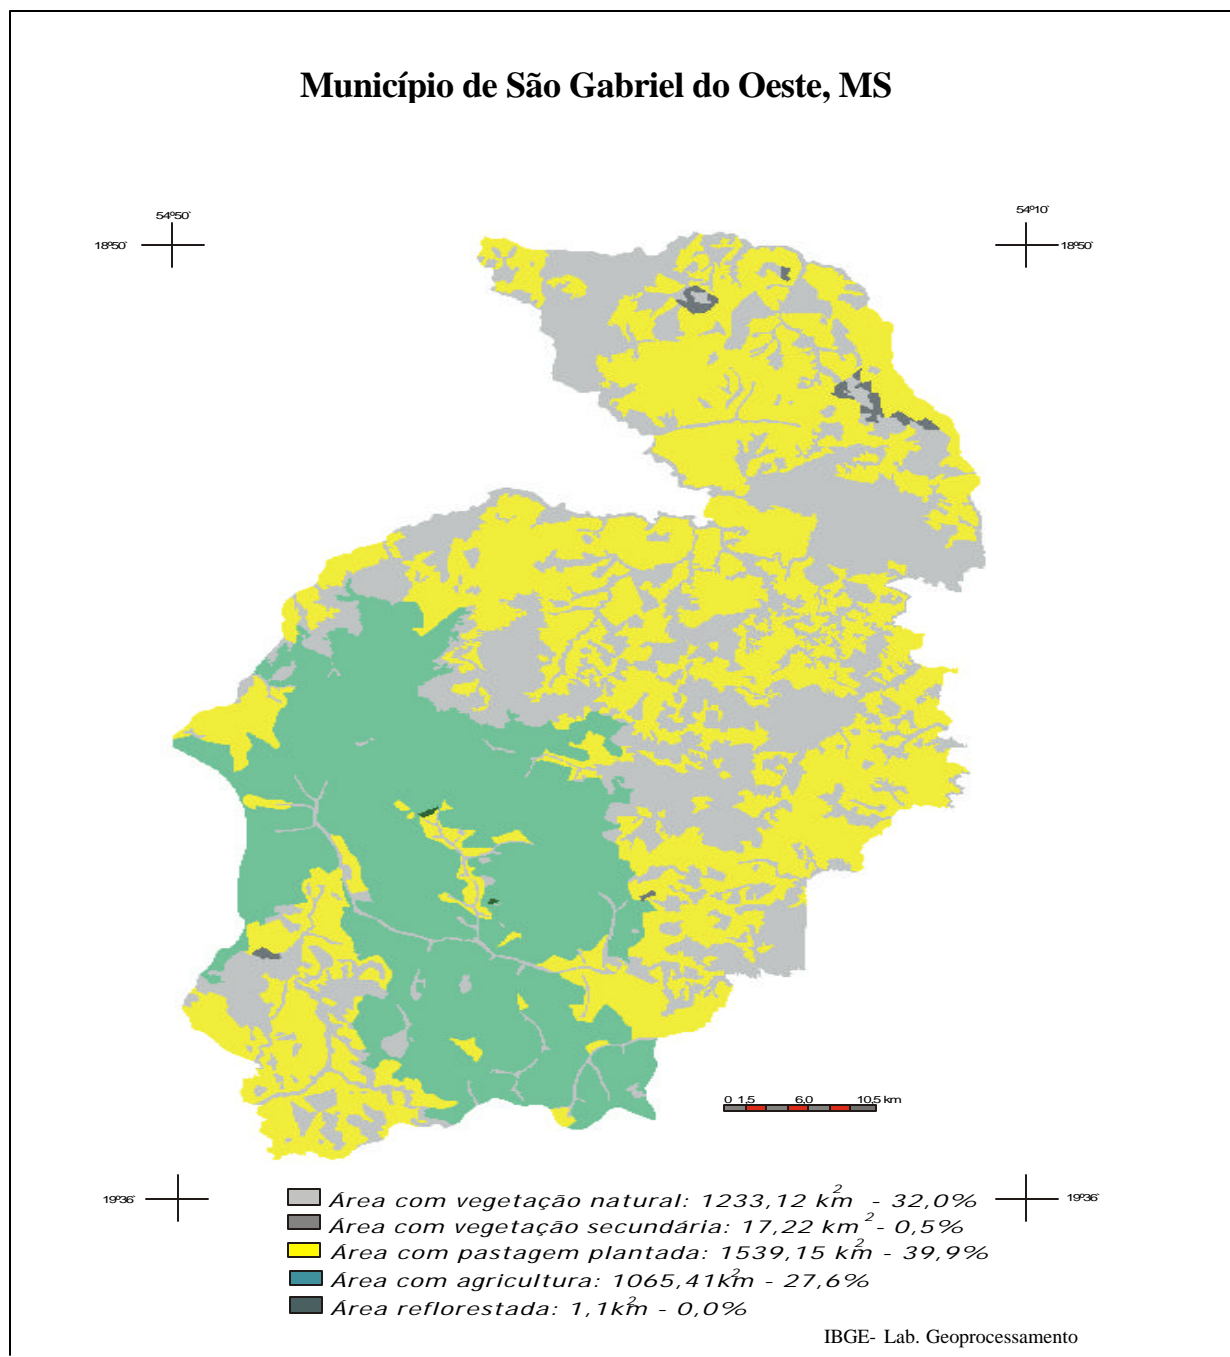 Município de São Gabriel do Oeste, MS
54º50`
54º10`
18º50`
18º50`
0 1,5 6,0 10,5 km
19º36`
19º36`
Área com vegetação natural: 1233,12 km2 - 32,0%
Área com vegetação secundária: 17,22 km2 - 0,5%
Área com pastagem plantada: 1539,15 km2 - 39,9%
Área com agricultura: 1065,41km2 - 27,6%
Área reflorestada: 1,1km2 - 0,0%
IBGE- Lab. Geoprocessamento